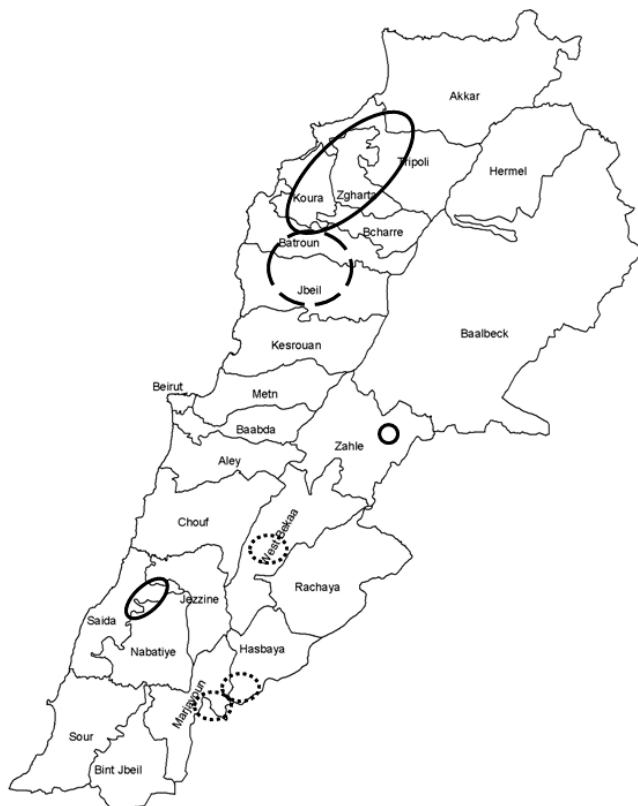 Akkar
Tripoli
Hermel
Koura
Zgharta
Bcharre
Batroun
Jbeil
Baalbeck
Kesrouan
Beirut
Metn
Baabda
Zahle
Aley
Chouf
West Bekaa
Rachaya
Jezzine
Saida
Nabatiye
Hasbaya
Marjayoun
Sour
Bint Jbeil